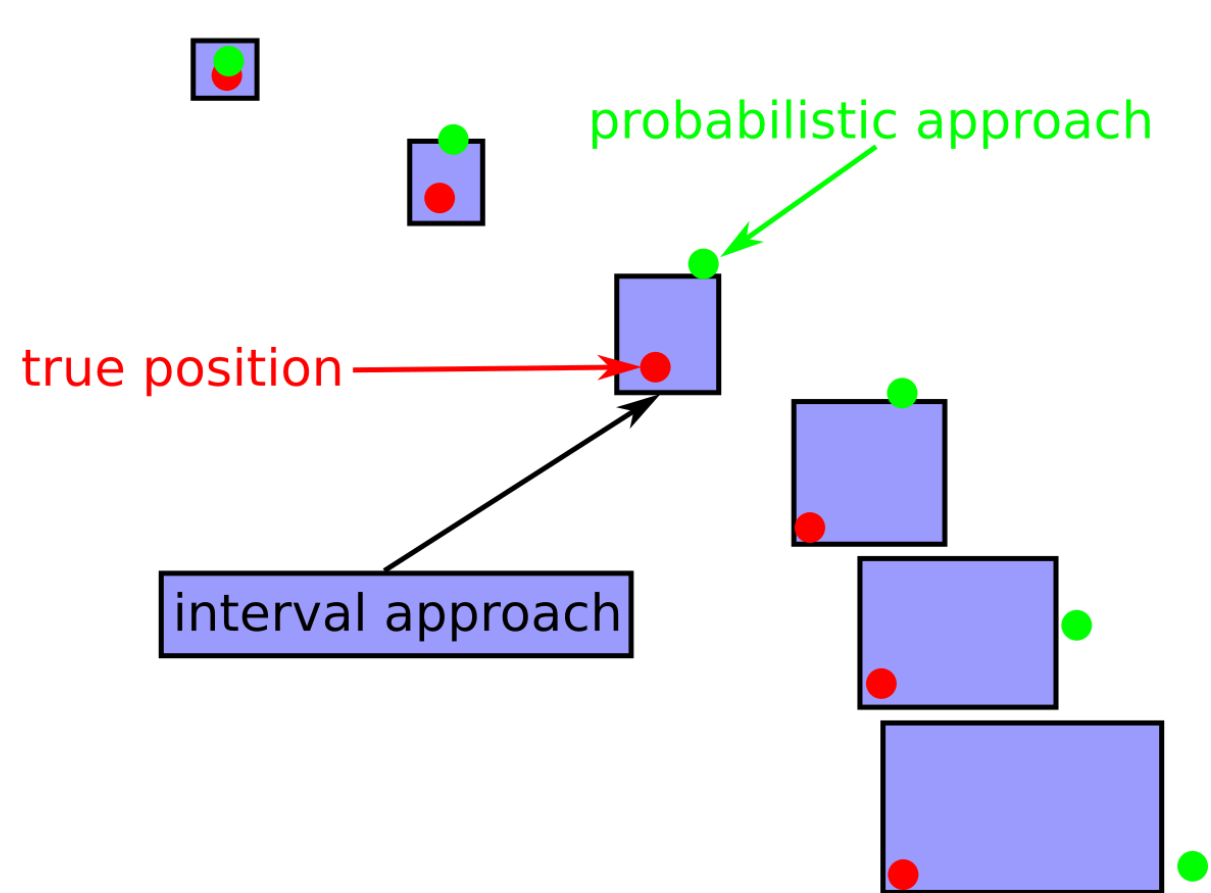 probabilistic approach
true position
interval approach